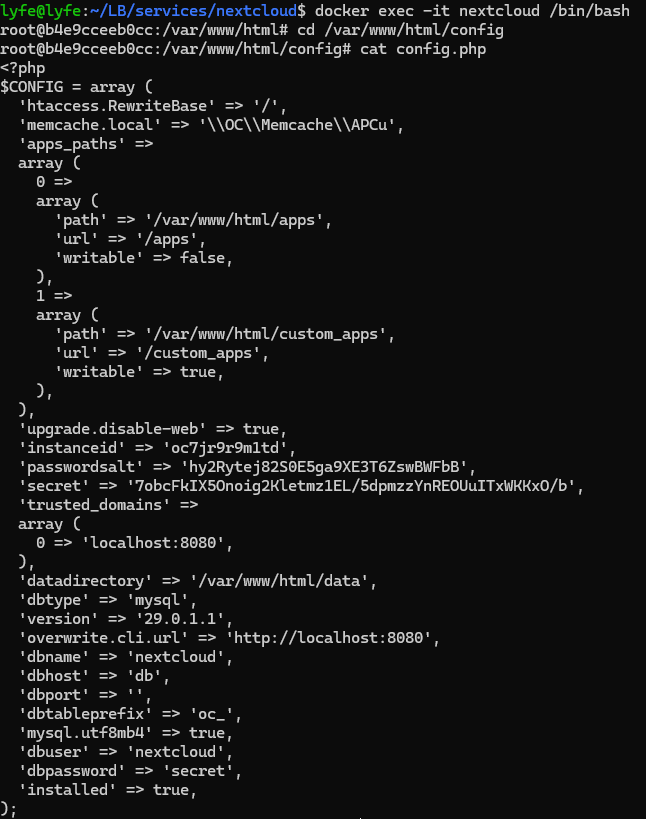 lyfe@lyfe:~/LB/services/nextcloud$ docker exec -it nextcloud /bin/bash
root@b4e9cceeb0cc:/var/www/html# cd /var/www/html/config
root@b4e9cceeb0cc:/var/www/html/config# cat config.php
<?php
$CONFIG = array (
  'htaccess.RewriteBase' => '/',
  'memcache.local' => '\\OC\\Memcache\\APCu',
  'apps_paths' =>
  array (
    0 =>
    array (
      'path' => '/var/www/html/apps',
      'url' => '/apps',
      'writable' => false,
    ),
    1 =>
    array (
      'path' => '/var/www/html/custom_apps',
      'url' => '/custom_apps',
      'writable' => true,
    ),
  ),
  'upgrade.disable-web' => true,
  'instanceid' => 'oc7jr9r9m1td',
  'passwordsalt' => 'hy2Rytej82S0E5ga9XE3T6ZswBWFbB',
  'secret' => '7obcFkIX5Onoig2Kletmz1EL/5dpmzzYnREOUuITxWKKxO/b',
  'trusted_domains' =>
  array (
    0 => 'localhost:8080',
  ),
  'datadirectory' => '/var/www/html/data',
  'dbtype' => 'mysql',
  'version' => '29.0.1.1',
  'overwrite.cli.url' => 'http://localhost:8080',
  'dbname' => 'nextcloud',
  'dbhost' => 'db',
  'dbport' => '',
  'dbtableprefix' => 'oc_',
  'mysql.utf8mb4' => true,
  'dbuser' => 'nextcloud',
  'dbpassword' => 'secret',
  'installed' => true,
);